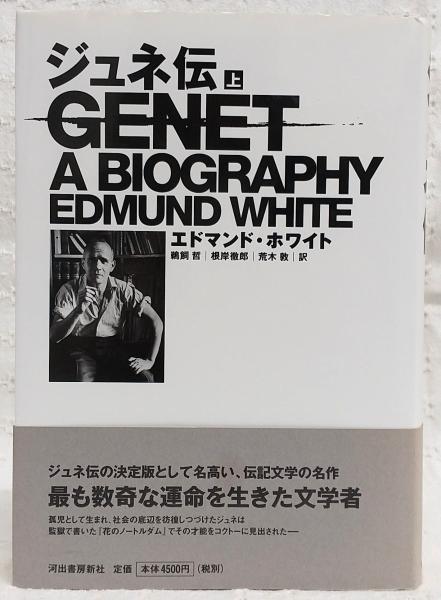 ジュネ伝 上
GENET
A BIOGRAPHY
EDMUND WHITE
エドマンド・ホワイト
鵜飼 哲|根岸徹郎|荒木 敦|訳
ジュネ伝の決定版として名高い、伝記文学の名作
最も数奇な運命を生きた文学者
孤児として生まれ、社会の底辺を彷徨しつづけたジュネは
監獄で書いた『花のノートルダム』でその才能をコクトーに見出された──
河出書房新社 定価 本体4500円 (税別)